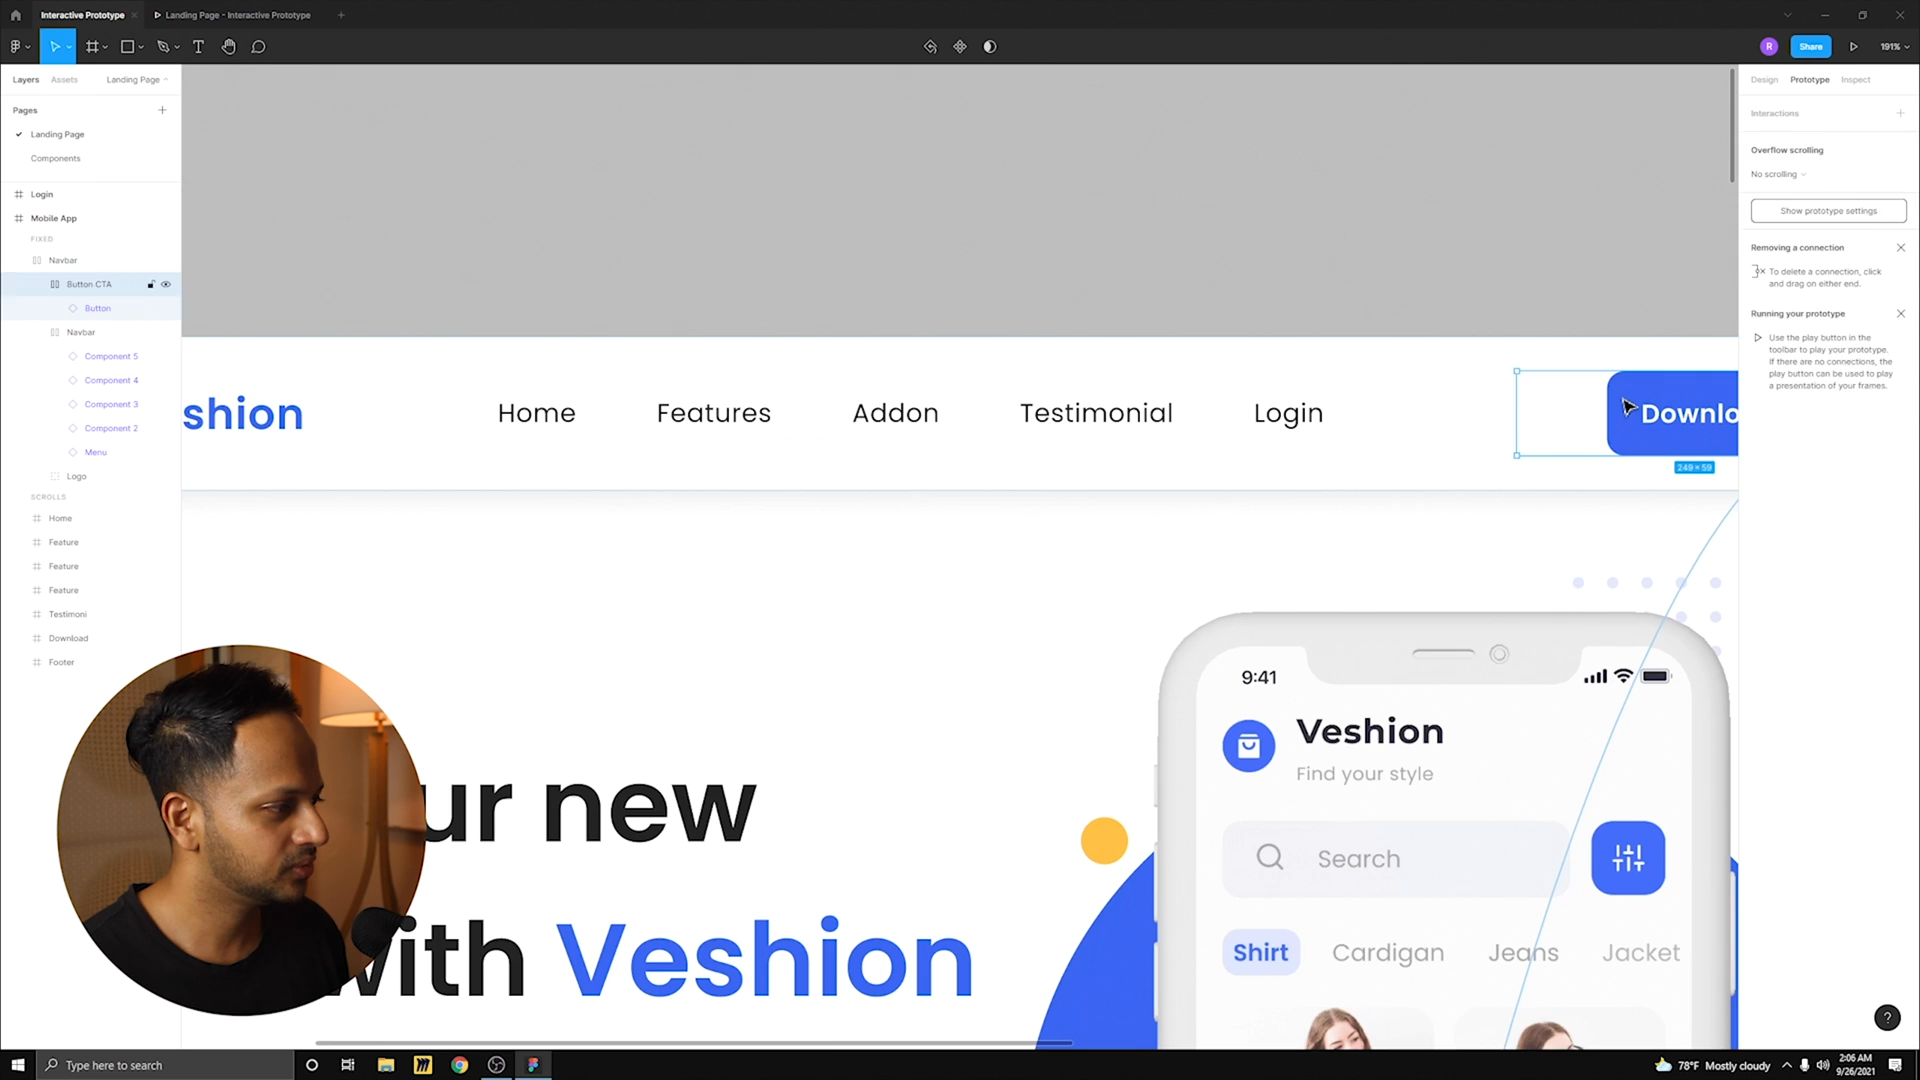 Interactive Prototype
Landing Page - Interactive Prototype
R
Share
191%
Layers
Assets
Landing Page
Design
Prototype
Inspect
Pages
Landing Page
Components
Login
Mobile App
FIXED
Navbar
Button CTA
Button
Navbar
Component 5
Component 4
Component 3
Component 2
Menu
Logo
SCROLLS
Home
Feature
Feature
Feature
Testimoni
Download
Footer
Interactions
Overflow scrolling
No scrolling
Show prototype settings
Removing a connection
To delete a connection, click
and drag on either end.
Running your prototype
Use the play button in the
toolbar to play your prototype.
If there are no connections, the
play button can be used to play
a presentation of your frames.
shion
Home
Features
Addon
Testimonial
Login
Downlo
249 × 59
9:41
Veshion
Find your style
Search
Shirt
Cardigan
Jeans
Jacket
ur new
with Veshion
?
Type here to search
78°F Mostly cloudy
2:06 AM
9/26/2021